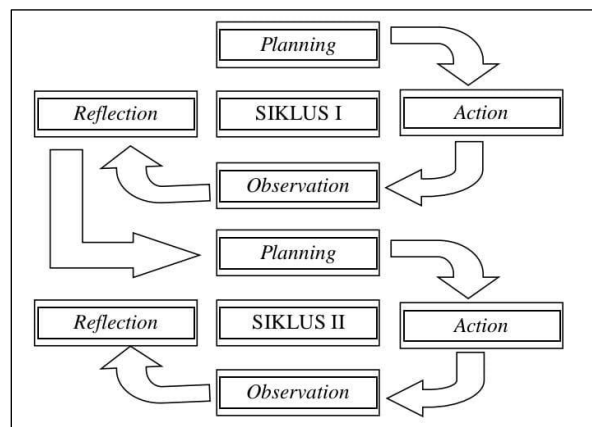 Planning
Reflection
SIKLUS I
Action
Observation
Planning
Reflection
SIKLUS II
Action
Observation